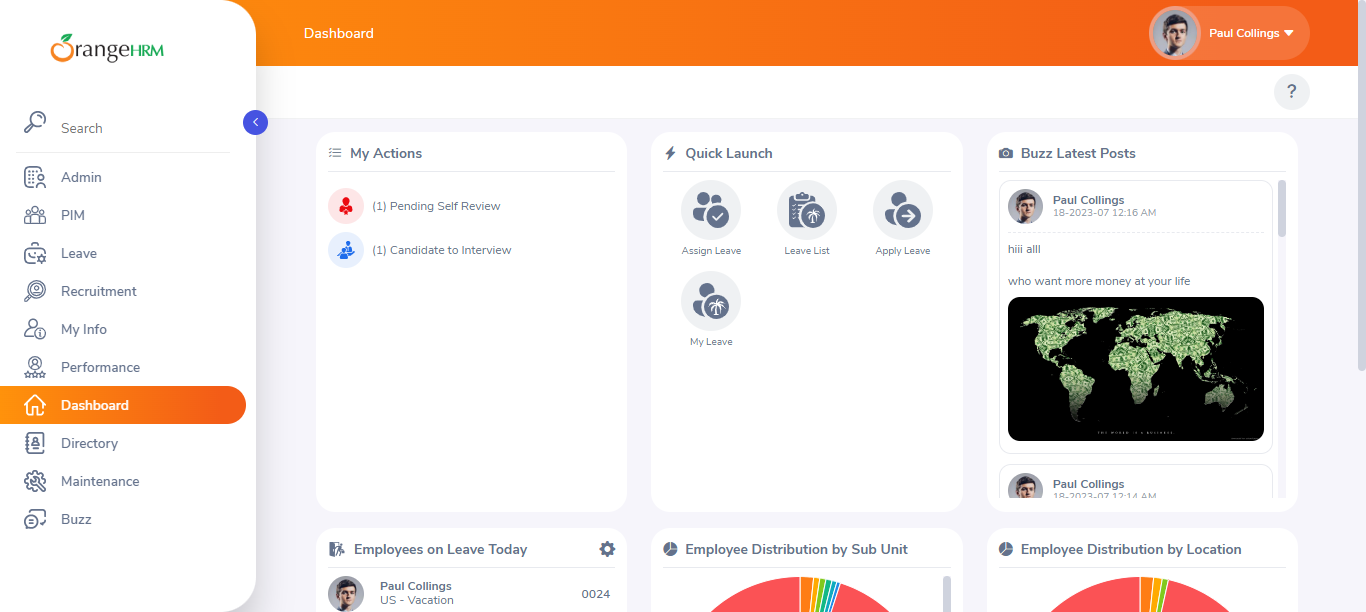 OrangeHRM
Search
Admin
PIM
Leave
Recruitment
My Info
Performance
Dashboard
Directory
Maintenance
Buzz
Dashboard
Paul Collings
?
My Actions
(1) Pending Self Review
(1) Candidate to Interview
Quick Launch
Assign Leave
Leave List
Apply Leave
My Leave
Buzz Latest Posts
Paul Collings
18-2023-07 12:16 AM
hiii alll
who want more money at your life
THE WORLD IS A BUSINESS.
Paul Collings
18-2023-07 12:14 AM
Employees on Leave Today
Paul Collings
US - Vacation
0024
Employee Distribution by Sub Unit
Employee Distribution by Location